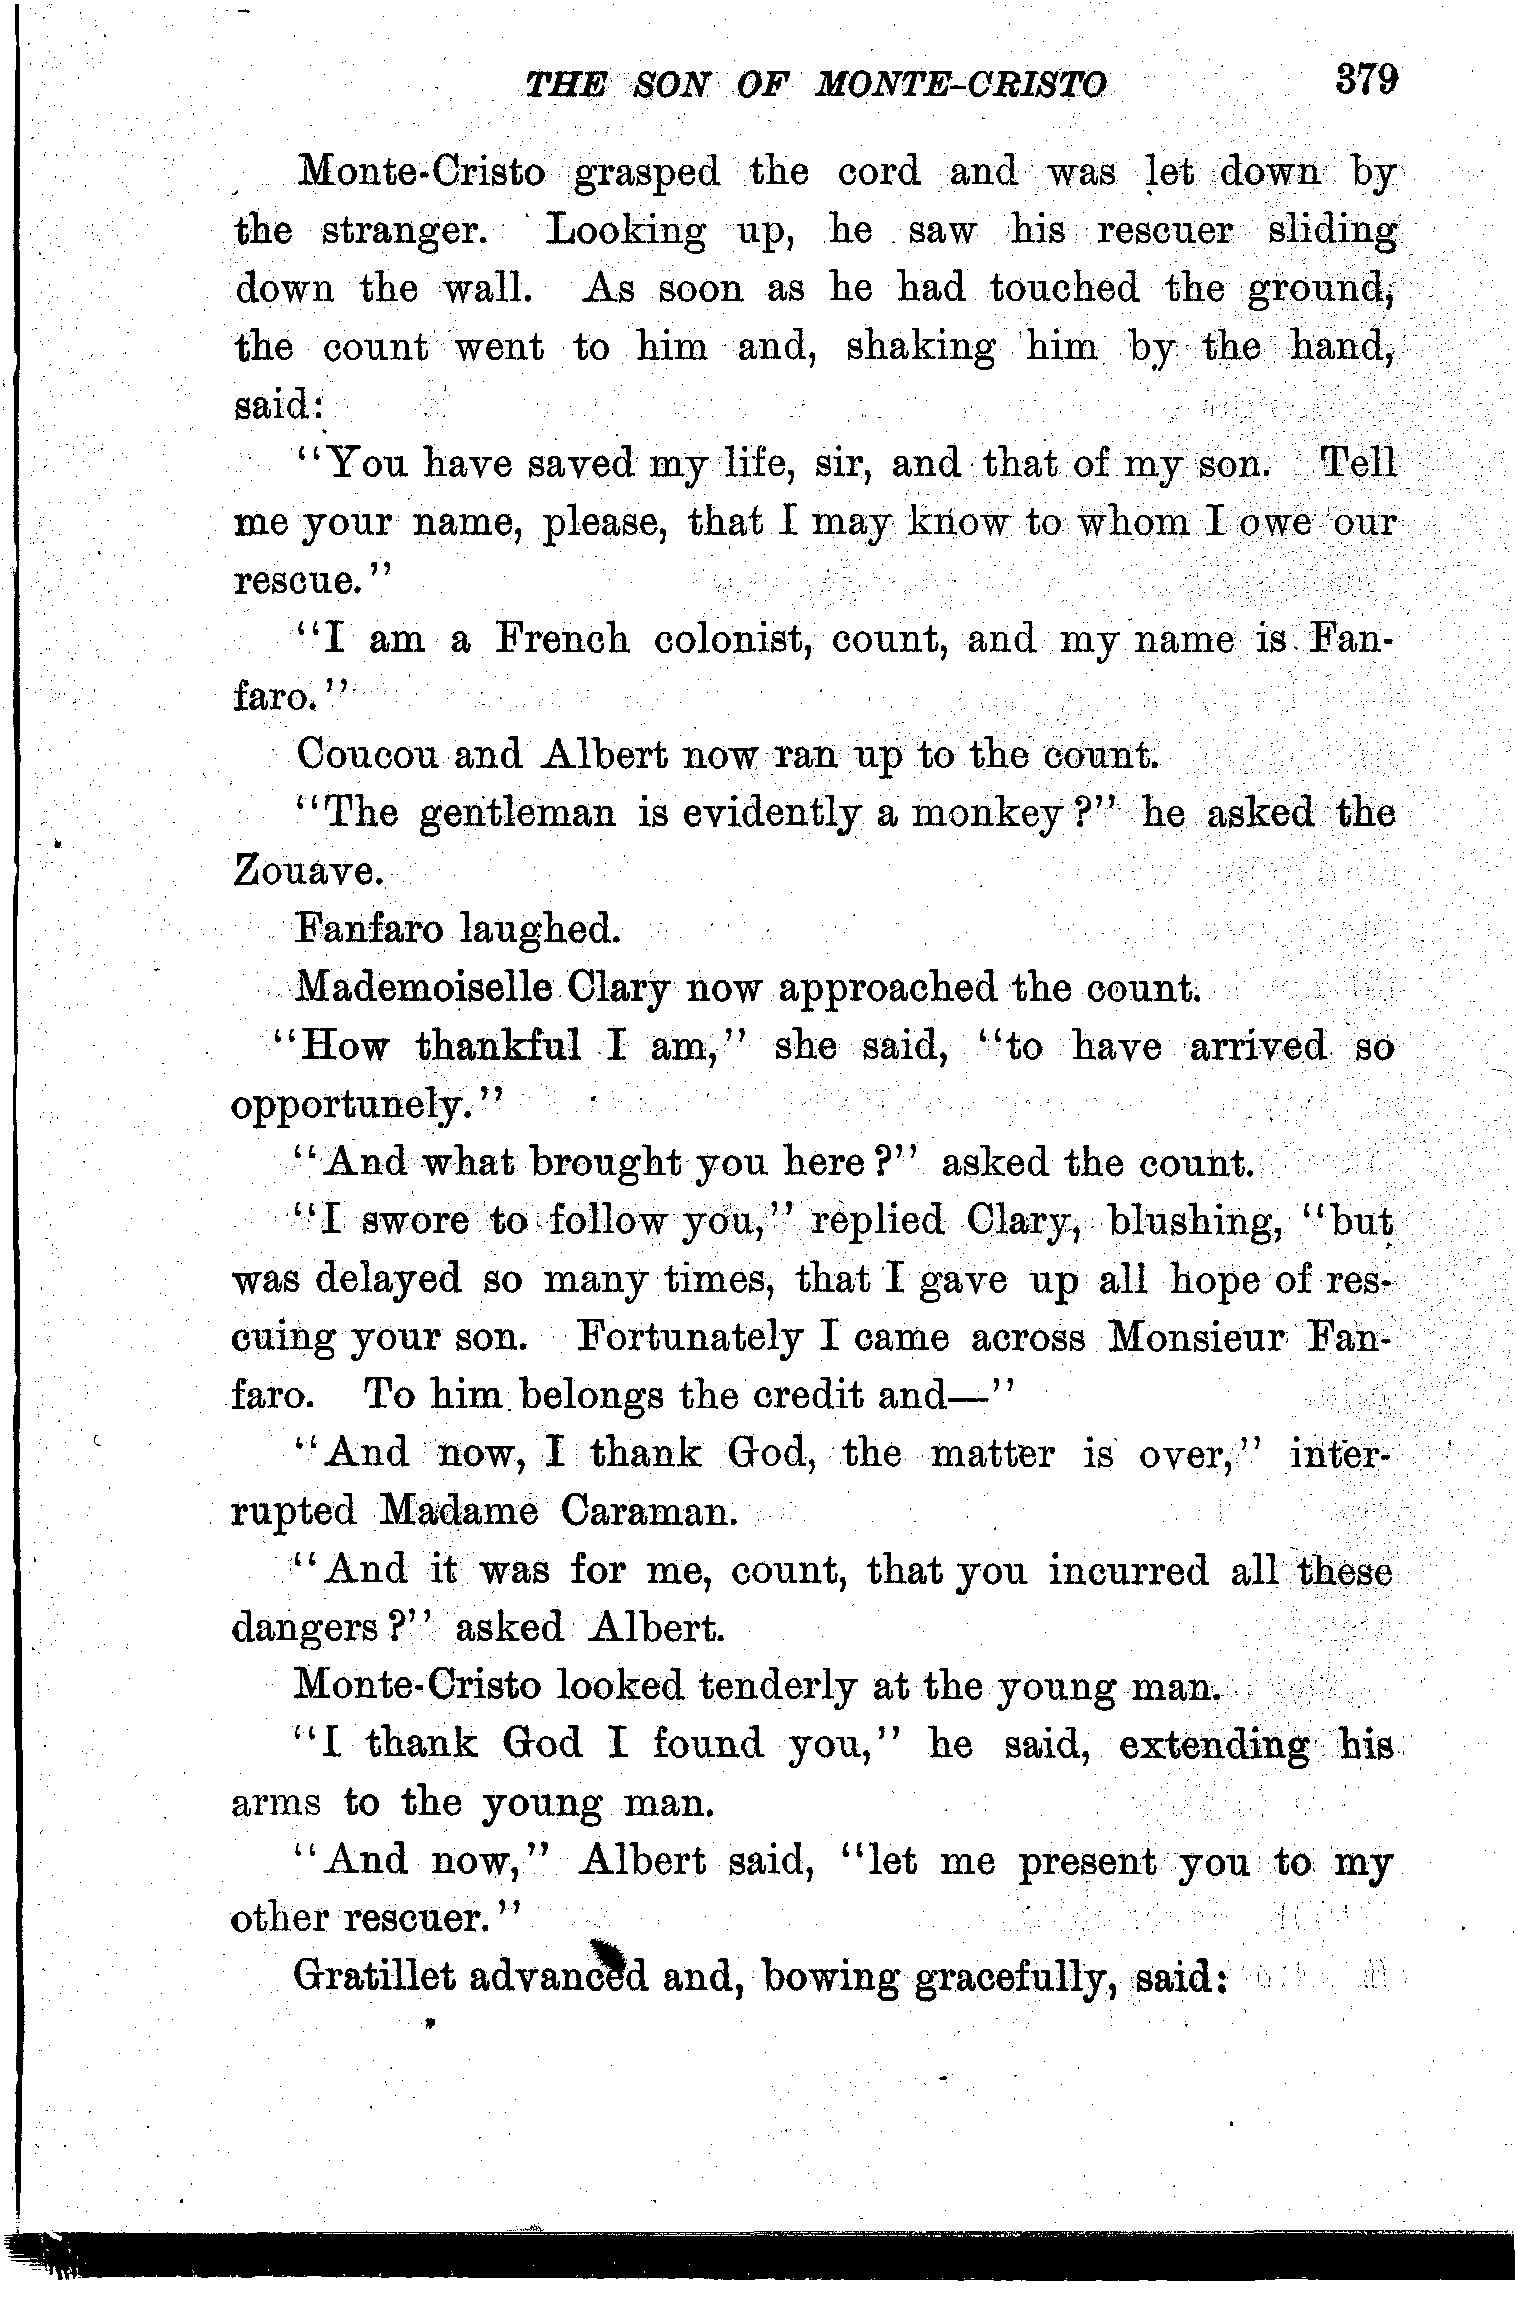 THE SON OF MONTE-CRISTO 379
Monte-Cristo grasped the cord and was let down by
the stranger. Looking up, he saw his rescuer sliding
down the wall. As soon as he had touched the ground,
the count went to him and, shaking him by the hand,
said:
"You have saved my life, sir, and that of my son. Tell
me your name, please, that I may know to whom I owe our
rescue."
"I am a French colonist, count, and my name is Fan-
faro."
Coucou and Albert now ran up to the count.
"The gentleman is evidently a monkey?" he asked the
Zouave.
Fanfaro laughed.
Mademoiselle Clary now approached the count.
"How thankful I am," she said, "to have arrived so
opportunely."
"And what brought you here?" asked the count.
"I swore to follow you," replied Clary, blushing, "but
was delayed so many times, that I gave up all hope of res-
cuing your son. Fortunately I came across Monsieur Fan-
faro. To him belongs the credit and—"
"And now, I thank God, the matter is over," inter-
rupted Madame Caraman.
"And it was for me, count, that you incurred all these
dangers?" asked Albert.
Monte-Cristo looked tenderly at the young man.
"I thank God I found you," he said, extending his
arms to the young man.
"And now," Albert said, "let me present you to my
other rescuer."
Gratillet advanced and, bowing gracefully, said: